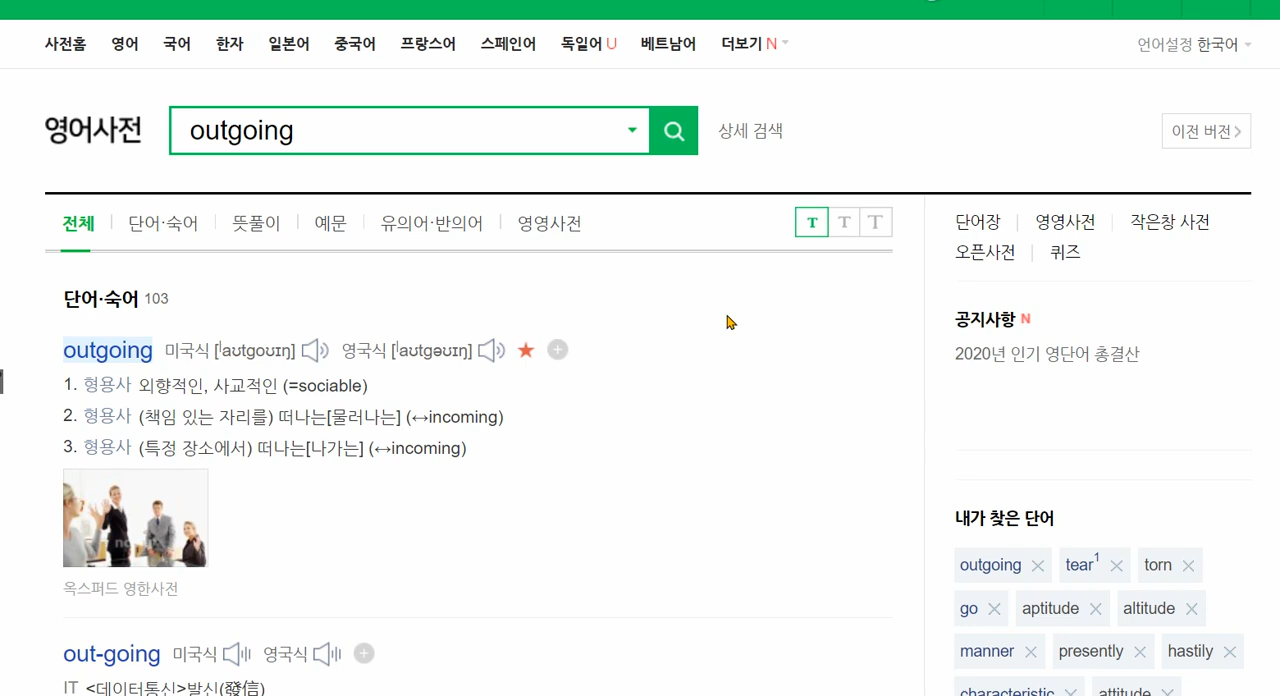 사전홈 영어 국어 한자 일본어 중국어 프랑스어 스페인어 독일어 U 베트남어 더보기 N 언어설정 한국어
영어사전 outgoing 상세 검색 이전 버전
전체 단어·숙어 뜻풀이 예문 유의어·반의어 영영사전 T T T
단어장 영영사전 작은창 사전
오픈사전 퀴즈
단어·숙어 103
outgoing 미국식 [ˈaʊtɡoʊɪŋ] 영국식 [ˈaʊtɡəʊɪŋ]
1. 형용사 외향적인, 사교적인 (=sociable)
2. 형용사 (책임 있는 자리를) 떠나는[물러나는] (↔incoming)
3. 형용사 (특정 장소에서) 떠나는[나가는] (↔incoming)
옥스퍼드 영한사전
out-going 미국식 영국식
IT <데이터통신>발신(發信)
공지사항 N
2020년 인기 영단어 총결산
내가 찾은 단어
outgoing tear1 torn
go aptitude altitude
manner presently hastily
characteristic attitude